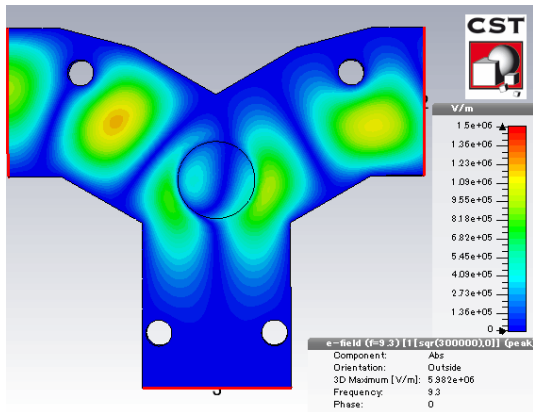 CST
V/m
1.5e+06
1.36e+06
1.23e+06
1.09e+06
9.55e+05
8.18e+05
6.82e+05
5.45e+05
4.09e+05
2.73e+05
1.36e+05
0
e-field (f=9.3) [1[sqr(300000),0]] (peak
Component: Abs
Orientation: Outside
3D Maximum [V/m]: 5.982e+06
Frequency: 9.3
Phase: 0